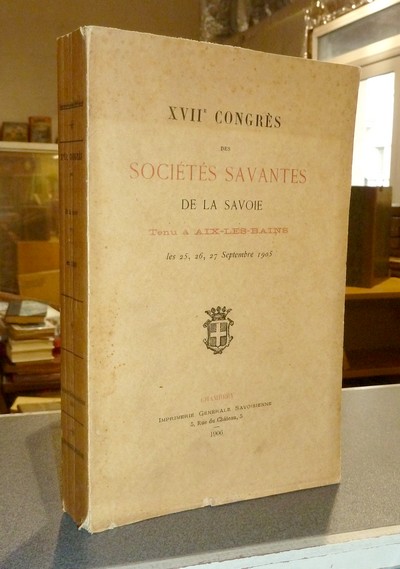 XVIIe CONGRÈS
DES
SOCIÉTÉS SAVANTES
DE LA SAVOIE
Tenu à AIX-LES-BAINS
les 25, 26, 27 Septembre 1905
CHAMBÉRY
IMPRIMERIE GÉNÉRALE SAVOISIENNE
5, Rue du Château, 5
1906